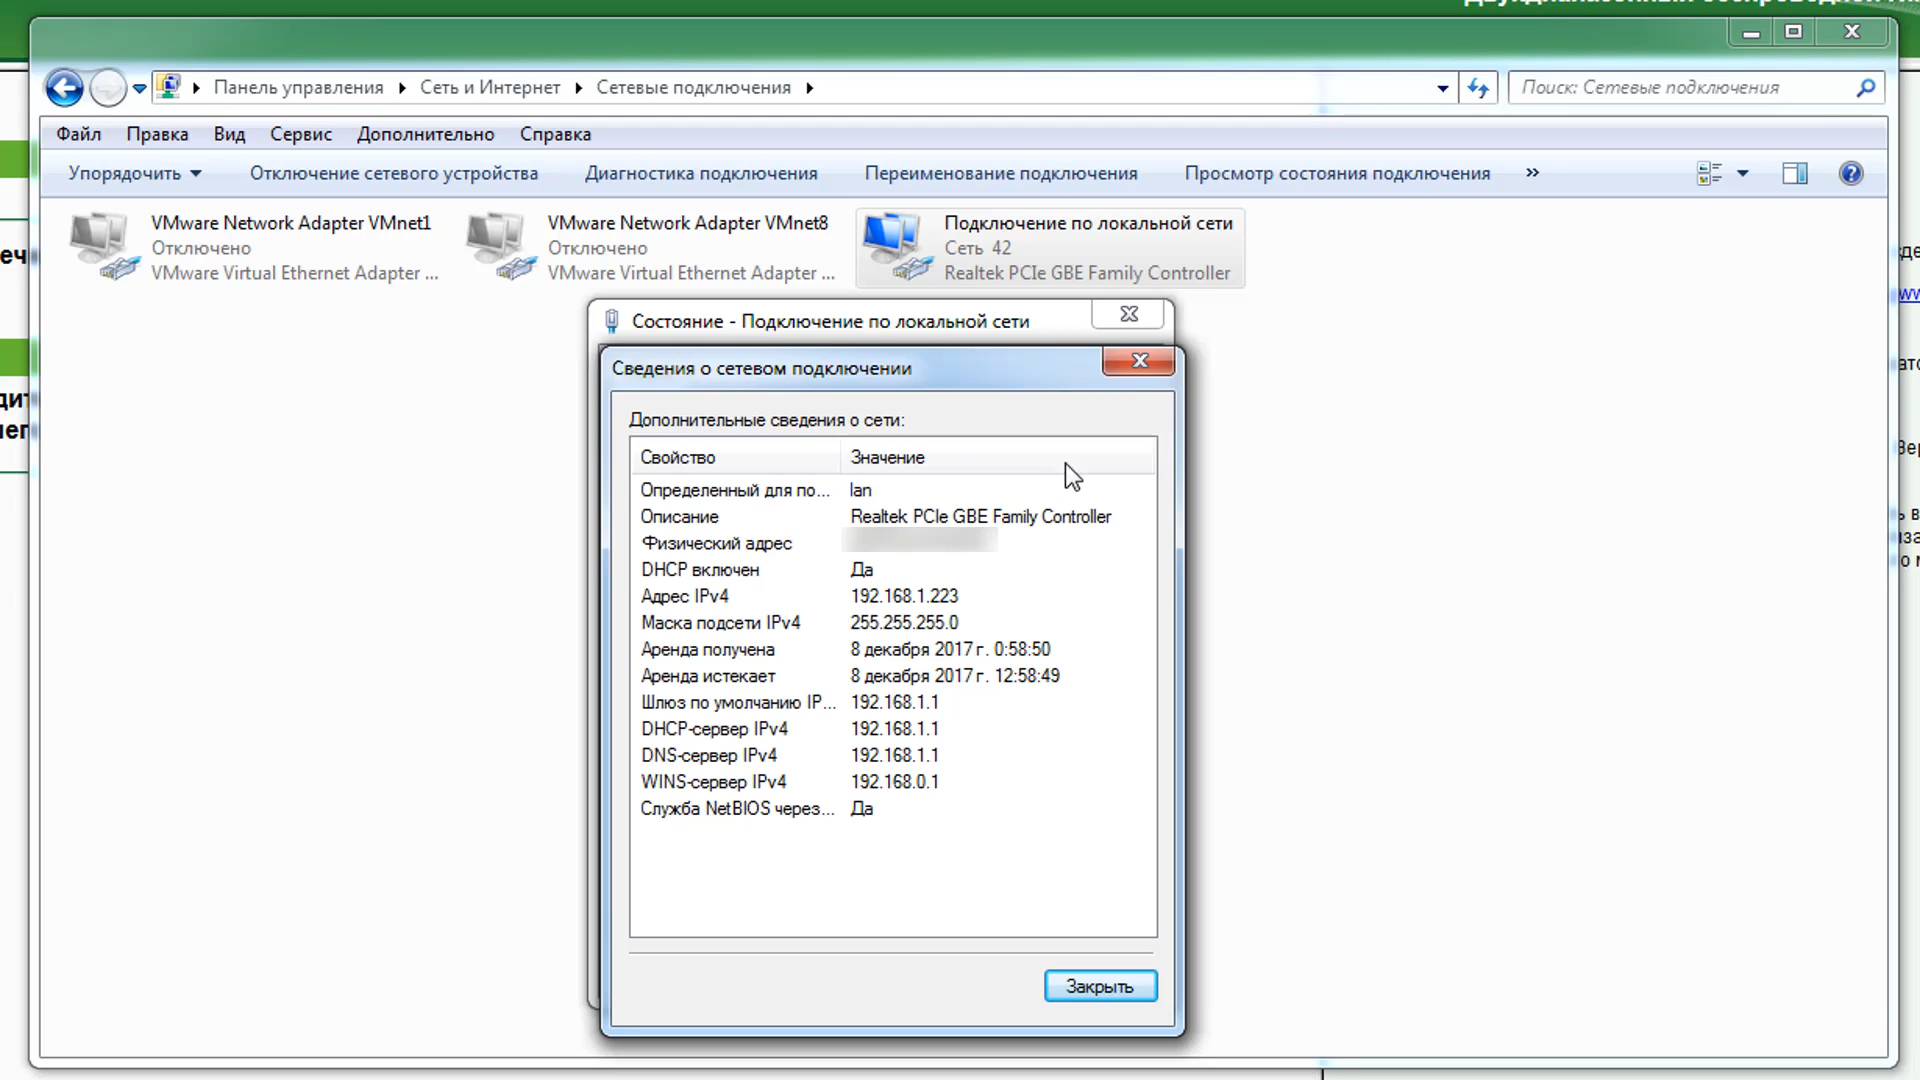 Панель управления
Сеть и Интернет
Сетевые подключения
Поиск: Сетевые подключения
Файл Правка Вид Сервис Дополнительно Справка
Упорядочить Отключение сетевого устройства Диагностика подключения Переименование подключения Просмотр состояния подключения »
VMware Network Adapter VMnet1
Отключено
VMware Virtual Ethernet Adapter ...
VMware Network Adapter VMnet8
Отключено
VMware Virtual Ethernet Adapter ...
Подключение по локальной сети
Сеть 42
Realtek PCIe GBE Family Controller
Состояние - Подключение по локальной сети
Сведения о сетевом подключении
Дополнительные сведения о сети:
Свойство Значение
Определенный для по... lan
Описание Realtek PCIe GBE Family Controller
Физический адрес
DHCP включен Да
Адрес IPv4 192.168.1.223
Маска подсети IPv4 255.255.255.0
Аренда получена 8 декабря 2017 г. 0:58:50
Аренда истекает 8 декабря 2017 г. 12:58:49
Шлюз по умолчанию IP... 192.168.1.1
DHCP-сервер IPv4 192.168.1.1
DNS-сервер IPv4 192.168.1.1
WINS-сервер IPv4 192.168.0.1
Служба NetBIOS через... Да
Закрыть